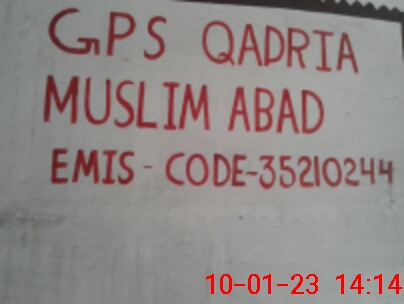 GPS QADRIA
MUSLIM ABAD
EMIS - CODE-35210244
10-01-23 14:14